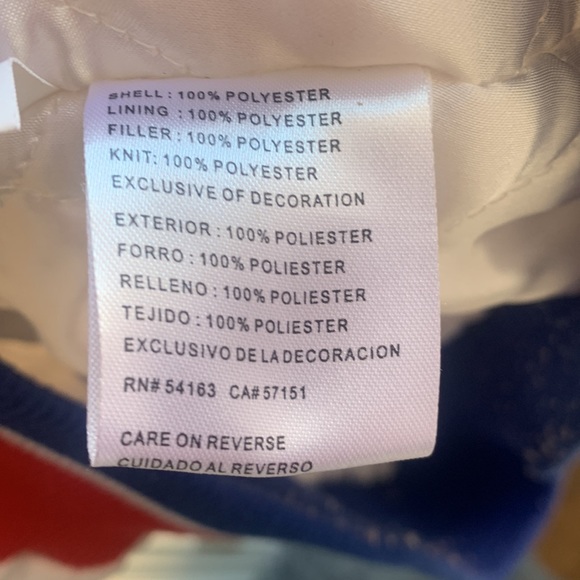 SHELL : 100% POLYESTER
LINING : 100% POLYESTER
FILLER : 100% POLYESTER
KNIT: 100% POLYESTER
EXCLUSIVE OF DECORATION
EXTERIOR : 100% POLIESTER
FORRO : 100% POLIESTER
RELLENO : 100% POLIESTER
TEJIDO : 100% POLIESTER
EXCLUSIVO DE LA DECORACION
RN# 54163 CA# 57151
CARE ON REVERSE
CUIDADO AL REVERSO